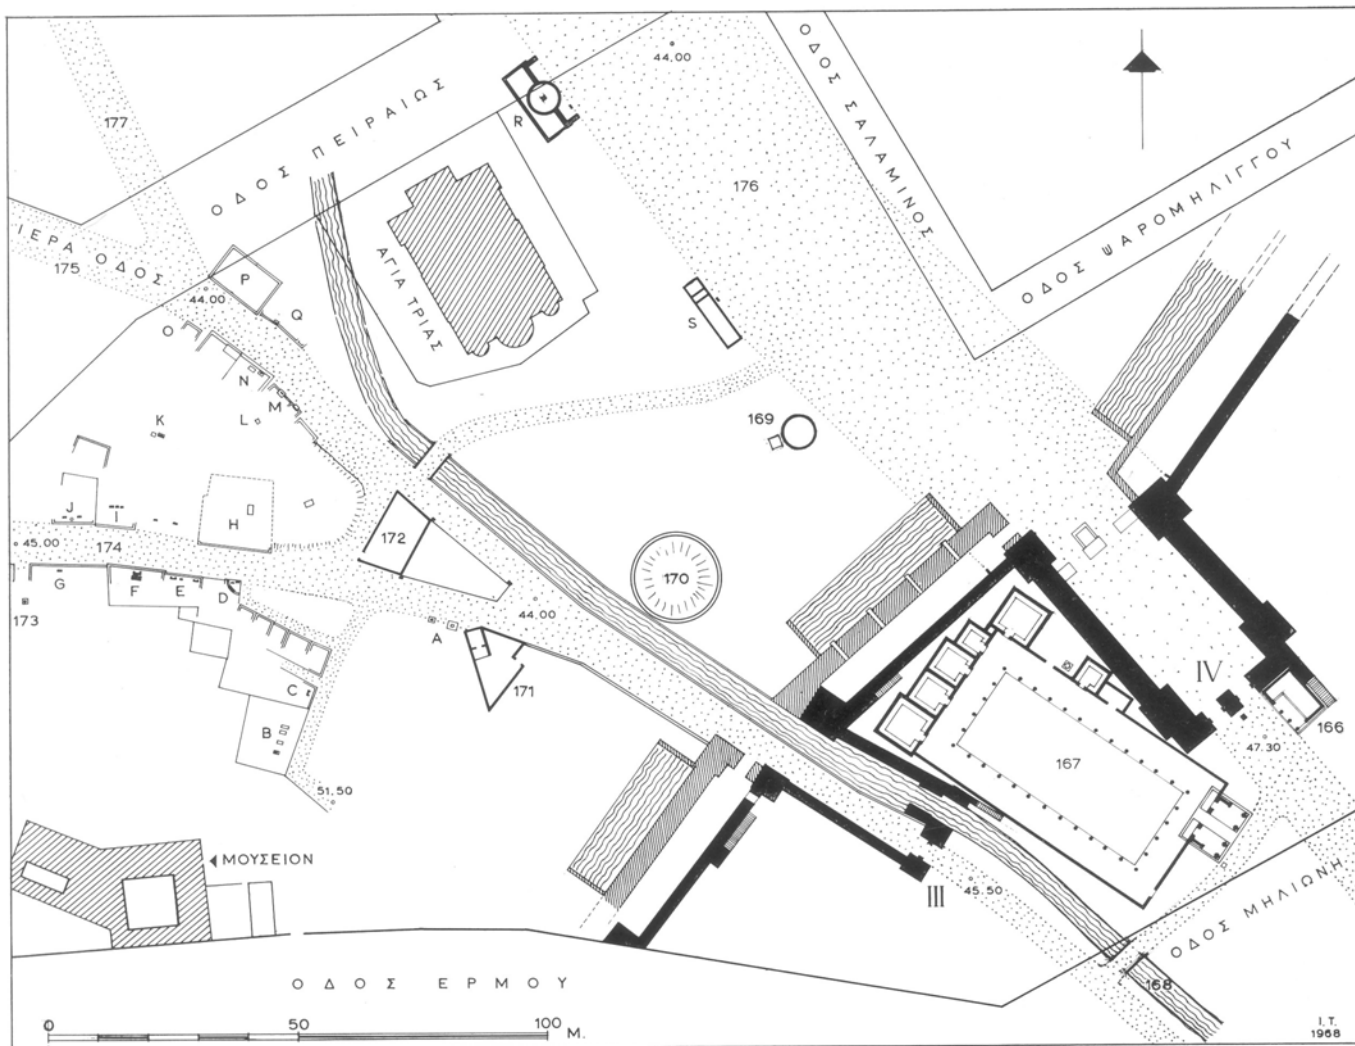 44.00
ΟΔΟΣ ΣΑΛΑΜΙΝΟΣ
177
ΟΔΟΣ ΠΕΙΡΑΙΩΣ
R
176
ΟΔΟΣ ΨΑΡΟΜΗΛΙΓΓΟΥ
ΙΕΡΑ ΟΔΟΣ
175
ΑΓΙΑ ΤΡΙΑΣ
P
44.00
Q
O
S
N
M
L
K
169
J
I
H
172
45.00
174
170
G
F
E
D
173
44.00
A
171
C
B
IV
166
47.30
167
51.50
ΜΟΥΣΕΙΟΝ
III
45.50
ΟΔΟΣ ΜΗΛΙΩΝΗ
168
ΟΔΟΣ ΕΡΜΟΥ
0
50
100
M.
I.T.
1968